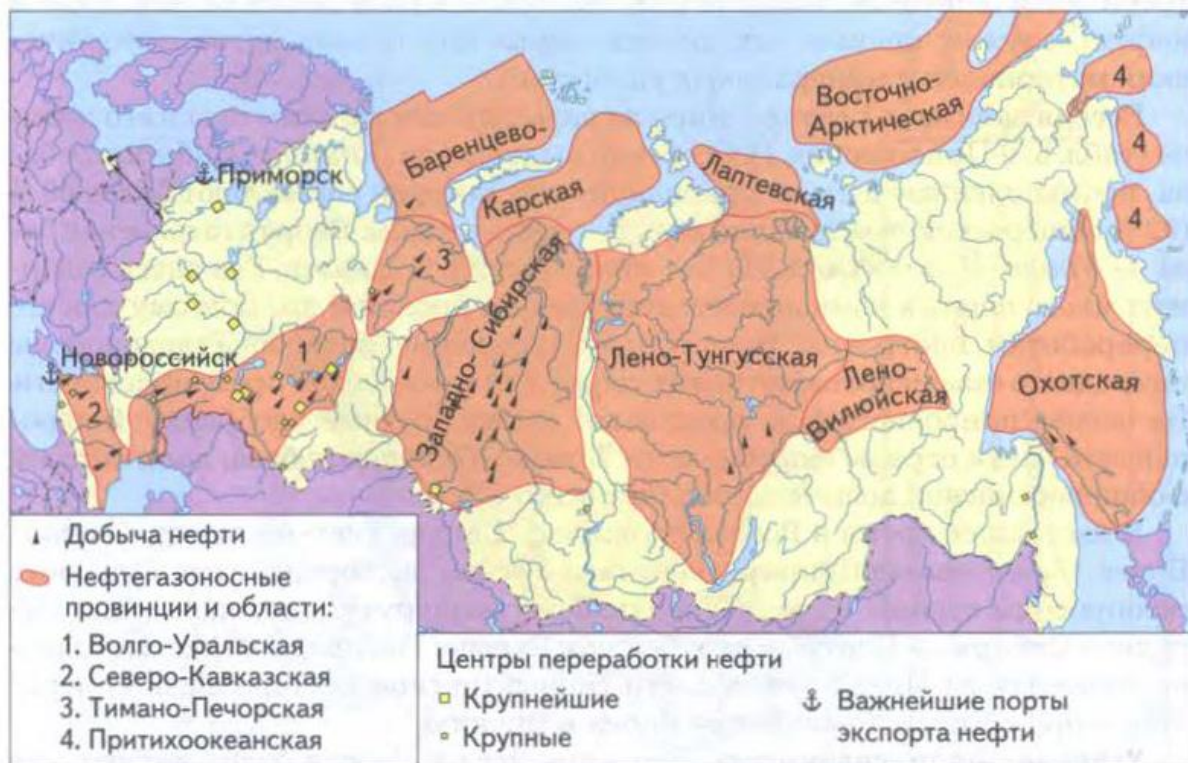 Баренцево-
Карская
Лаптевская
Восточно-
Арктическая
4
4
4
Приморск
3
Новороссийск
1
2
Западно-Сибирская
Лено-Тунгусская
Лено-
Вилюйская
Охотская
Добыча нефти
Нефтегазоносные
провинции и области:
1. Волго-Уральская
2. Северо-Кавказская
3. Тимано-Печорская
4. Притихоокеанская
Центры переработки нефти
Крупнейшие
Крупные
Важнейшие порты
экспорта нефти